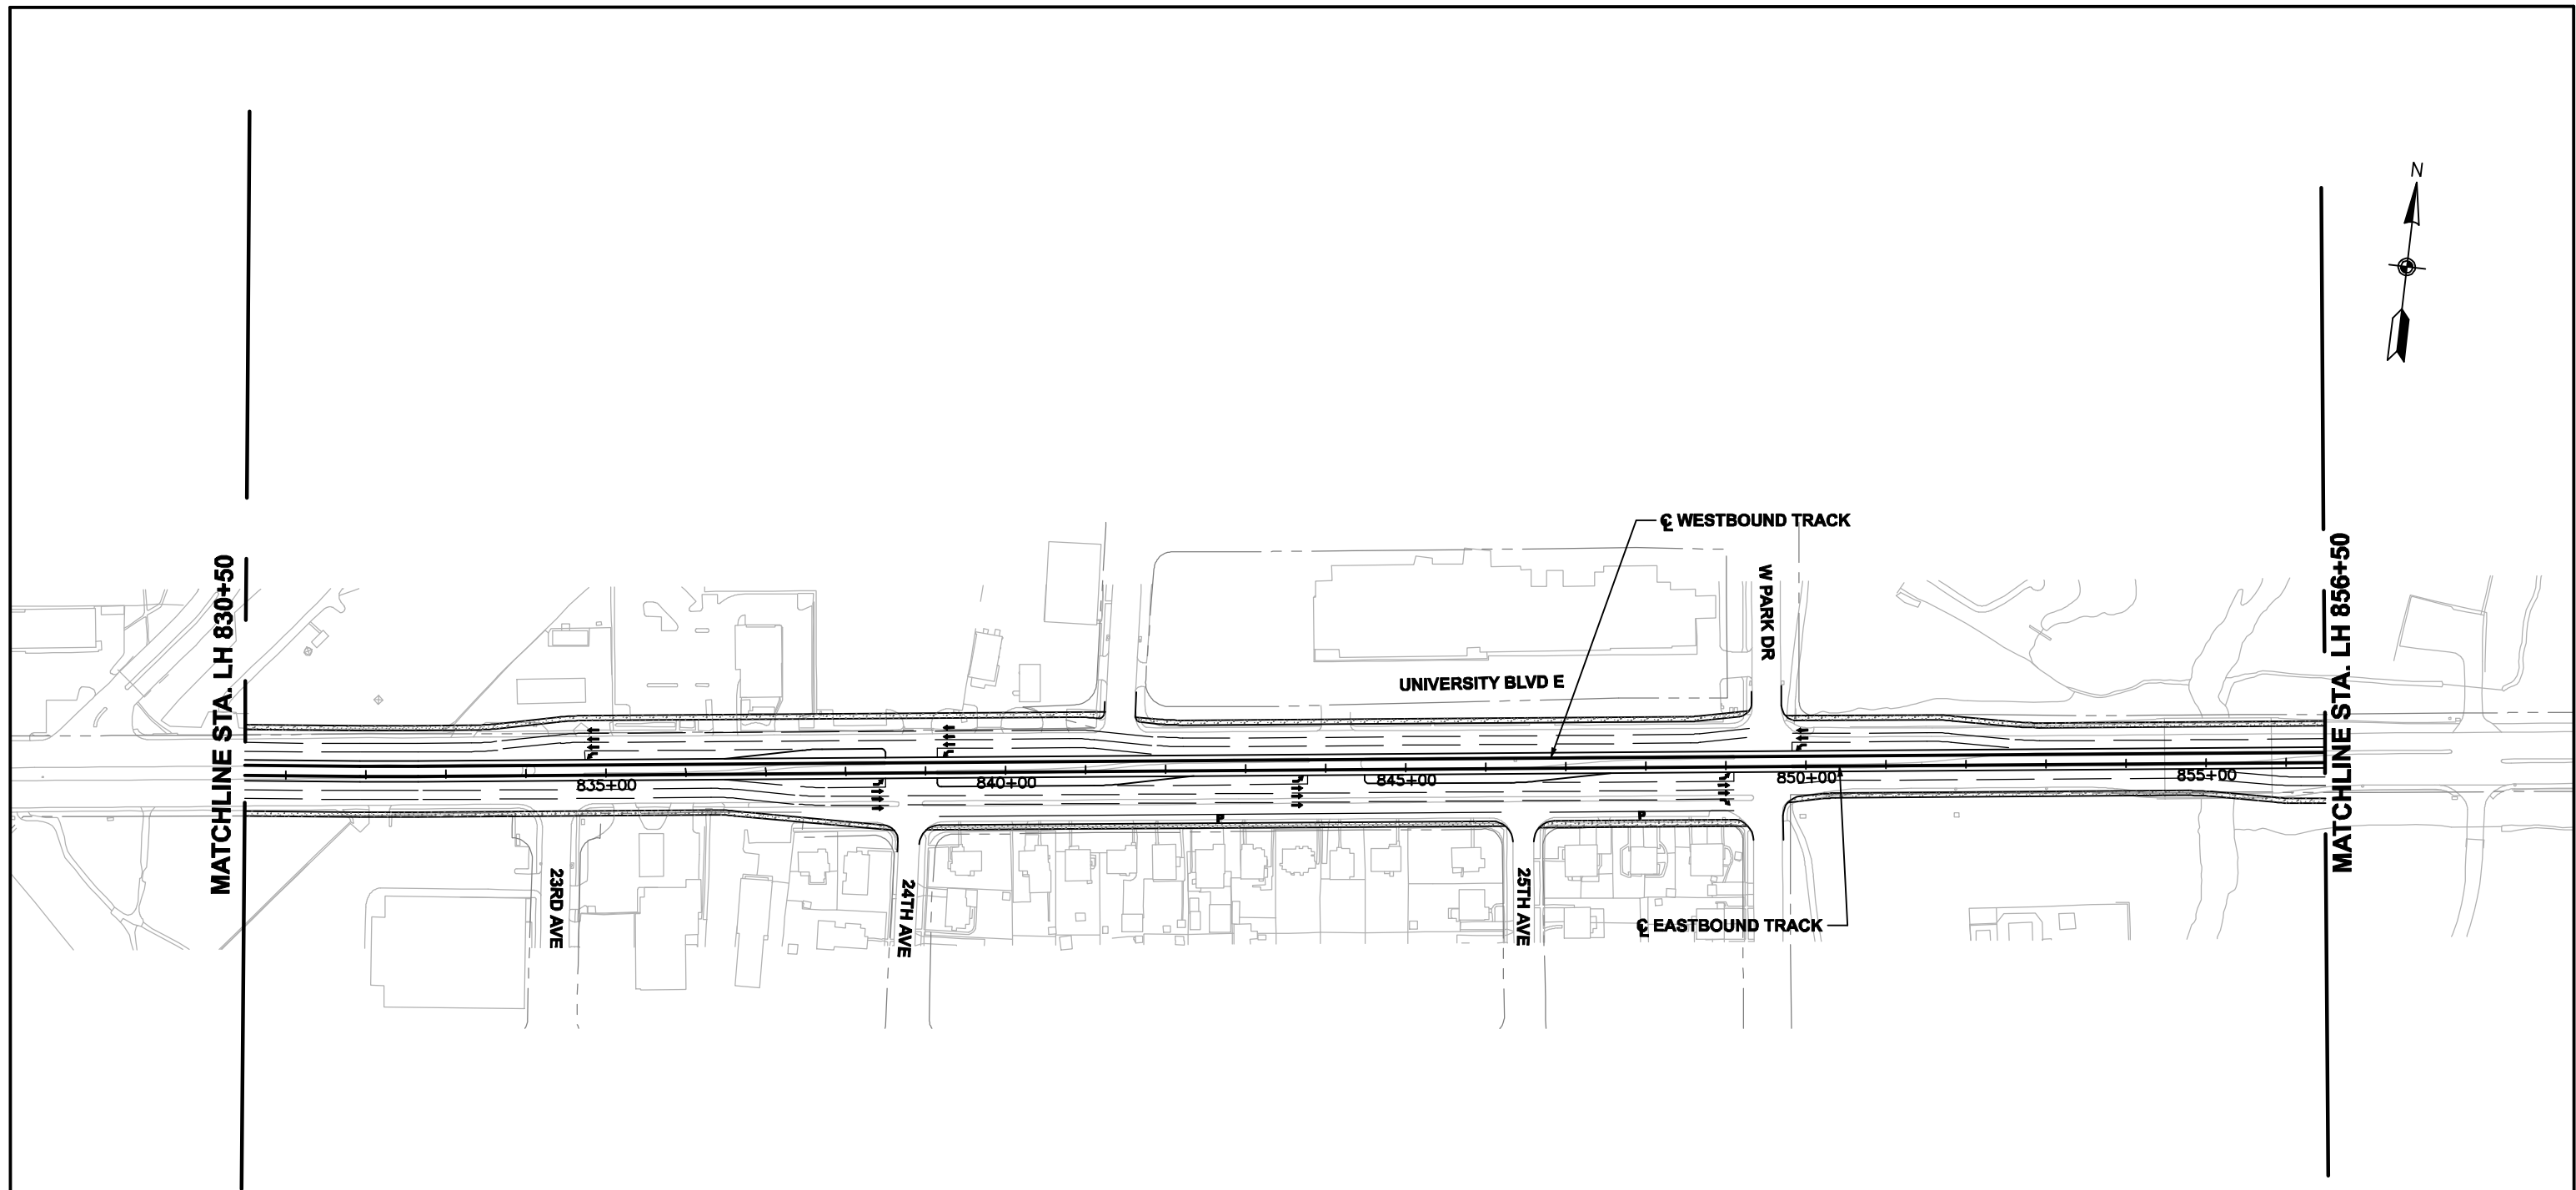 N
℄ WESTBOUND TRACK
MATCHLINE STA. LH 830+50
MATCHLINE STA. LH 856+50
W PARK DR
UNIVERSITY BLVD E
835+00
840+00
845+00
850+00
855+00
P
P
23RD AVE
24TH AVE
25TH AVE
℄ EASTBOUND TRACK